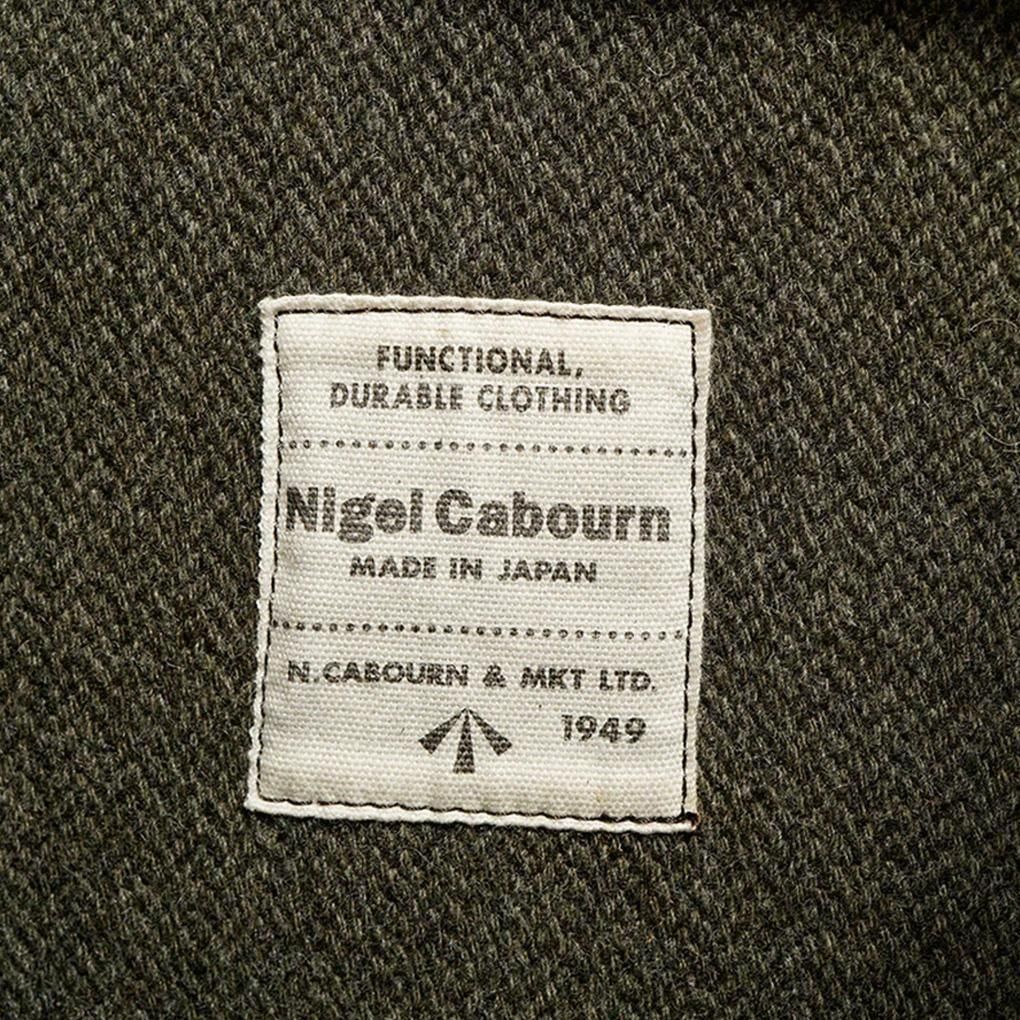 FUNCTIONAL,
DURABLE CLOTHING
Nigel Cabourn
MADE IN JAPAN
N.CABOURN & MKT LTD.
1949